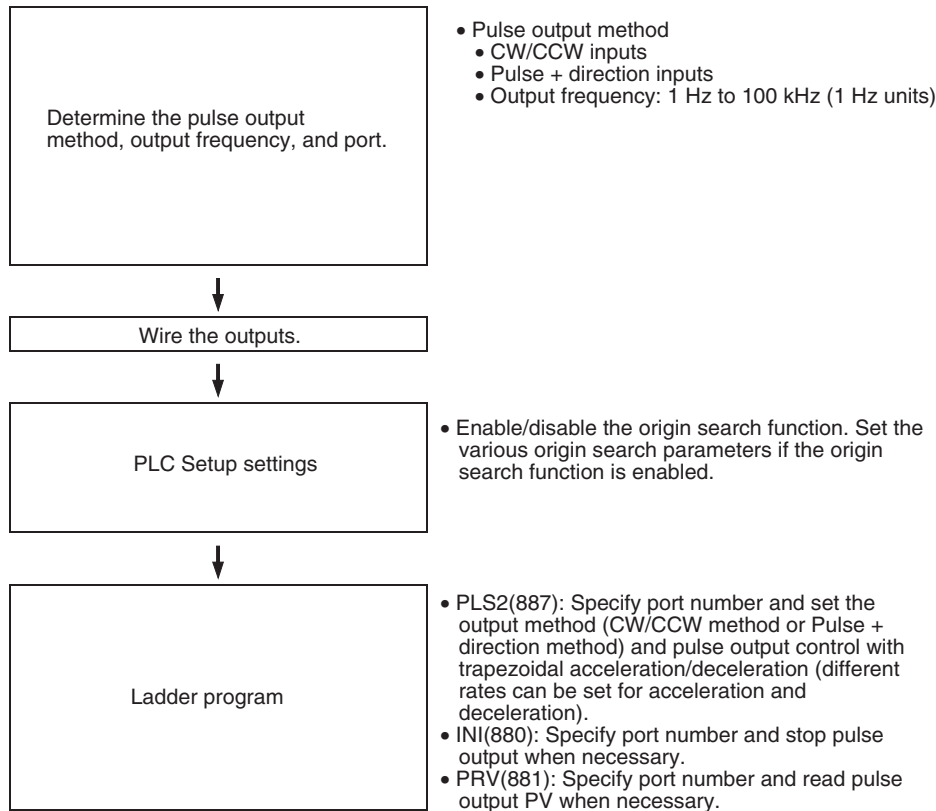 Determine the pulse output
method, output frequency, and port.
• Pulse output method
• CW/CCW inputs
• Pulse + direction inputs
• Output frequency: 1 Hz to 100 kHz (1 Hz units)
Wire the outputs.
PLC Setup settings
• Enable/disable the origin search function. Set the
various origin search parameters if the origin
search function is enabled.
Ladder program
• PLS2(887): Specify port number and set the
output method (CW/CCW method or Pulse +
direction method) and pulse output control with
trapezoidal acceleration/deceleration (different
rates can be set for acceleration and
deceleration).
• INI(880): Specify port number and stop pulse
output when necessary.
• PRV(881): Specify port number and read pulse
output PV when necessary.